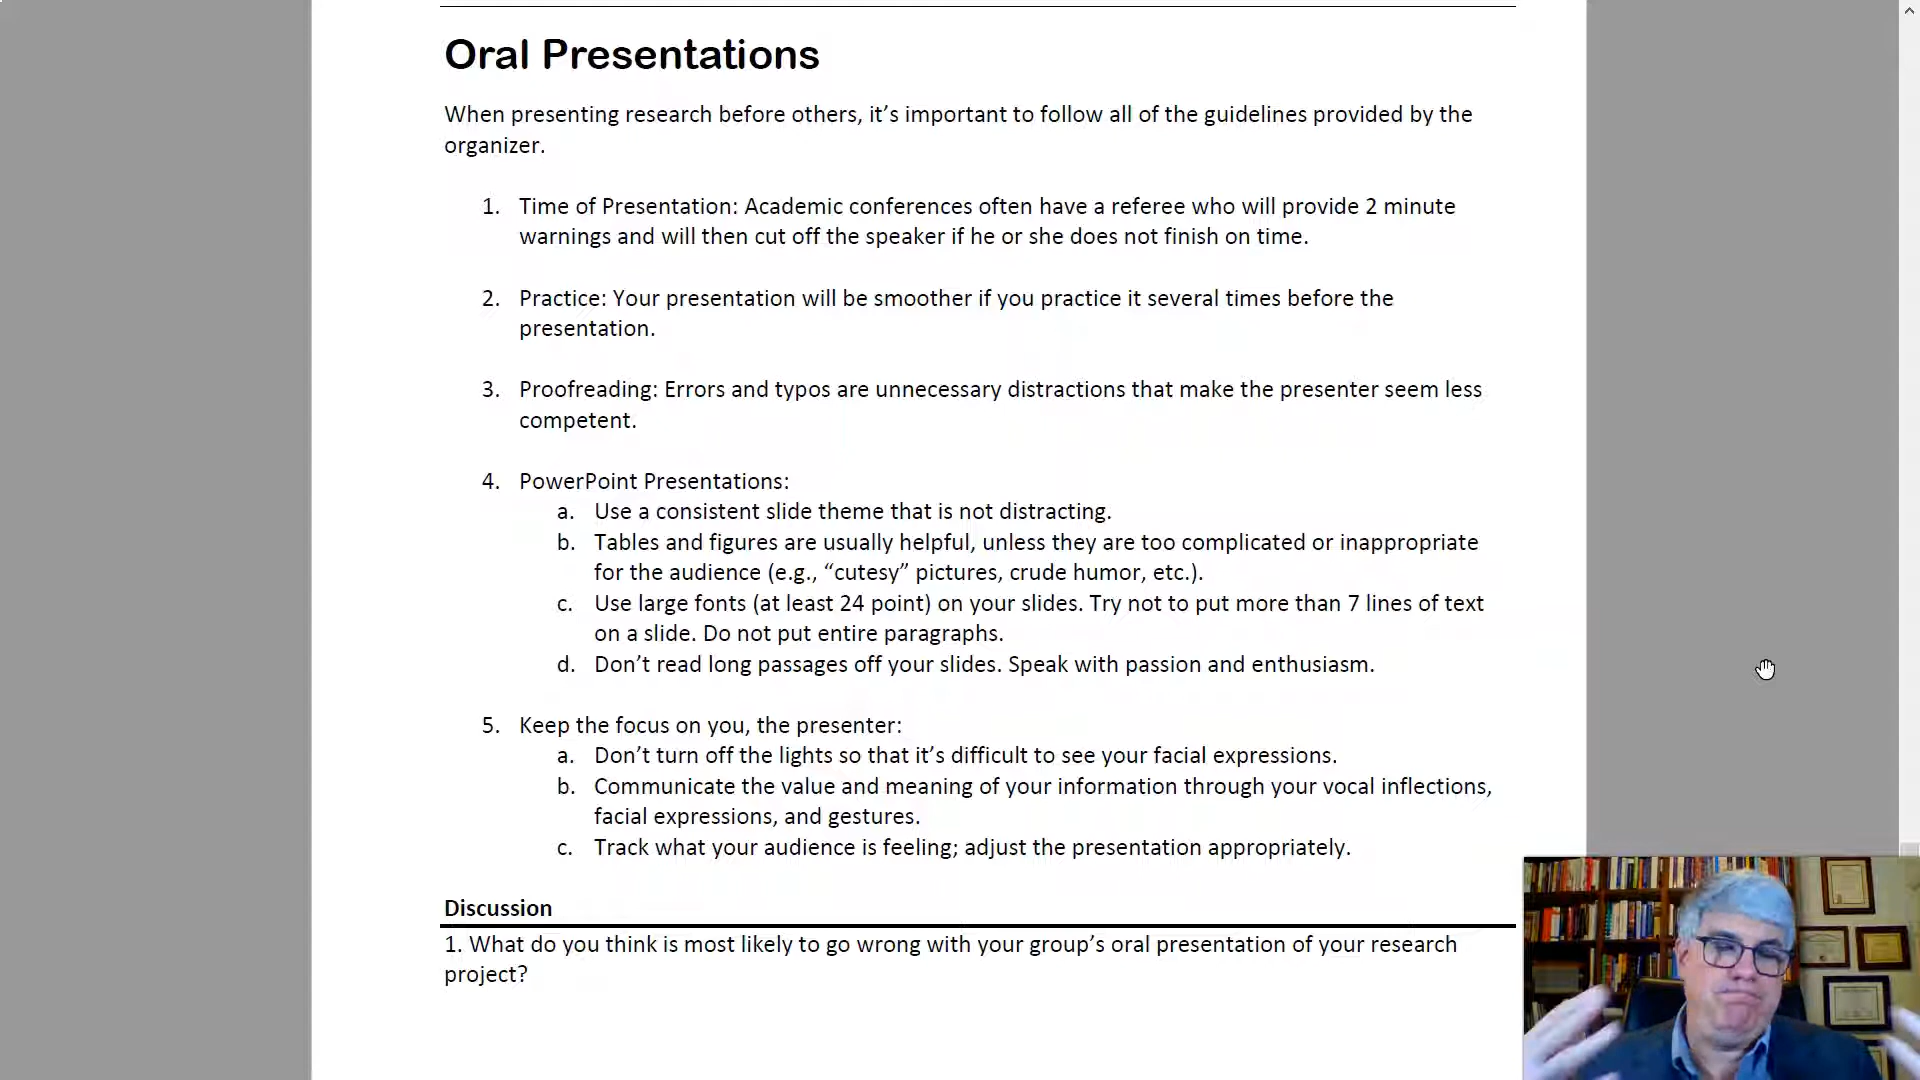 Oral Presentations
When presenting research before others, it’s important to follow all of the guidelines provided by the
organizer.
1. Time of Presentation: Academic conferences often have a referee who will provide 2 minute
warnings and will then cut off the speaker if he or she does not finish on time.
2. Practice: Your presentation will be smoother if you practice it several times before the
presentation.
3. Proofreading: Errors and typos are unnecessary distractions that make the presenter seem less
competent.
4. PowerPoint Presentations:
a. Use a consistent slide theme that is not distracting.
b. Tables and figures are usually helpful, unless they are too complicated or inappropriate
for the audience (e.g., “cutesy” pictures, crude humor, etc.).
c. Use large fonts (at least 24 point) on your slides. Try not to put more than 7 lines of text
on a slide. Do not put entire paragraphs.
d. Don’t read long passages off your slides. Speak with passion and enthusiasm.
5. Keep the focus on you, the presenter:
a. Don’t turn off the lights so that it’s difficult to see your facial expressions.
b. Communicate the value and meaning of your information through your vocal inflections,
facial expressions, and gestures.
c. Track what your audience is feeling; adjust the presentation appropriately.
Discussion
1. What do you think is most likely to go wrong with your group’s oral presentation of your research
project?